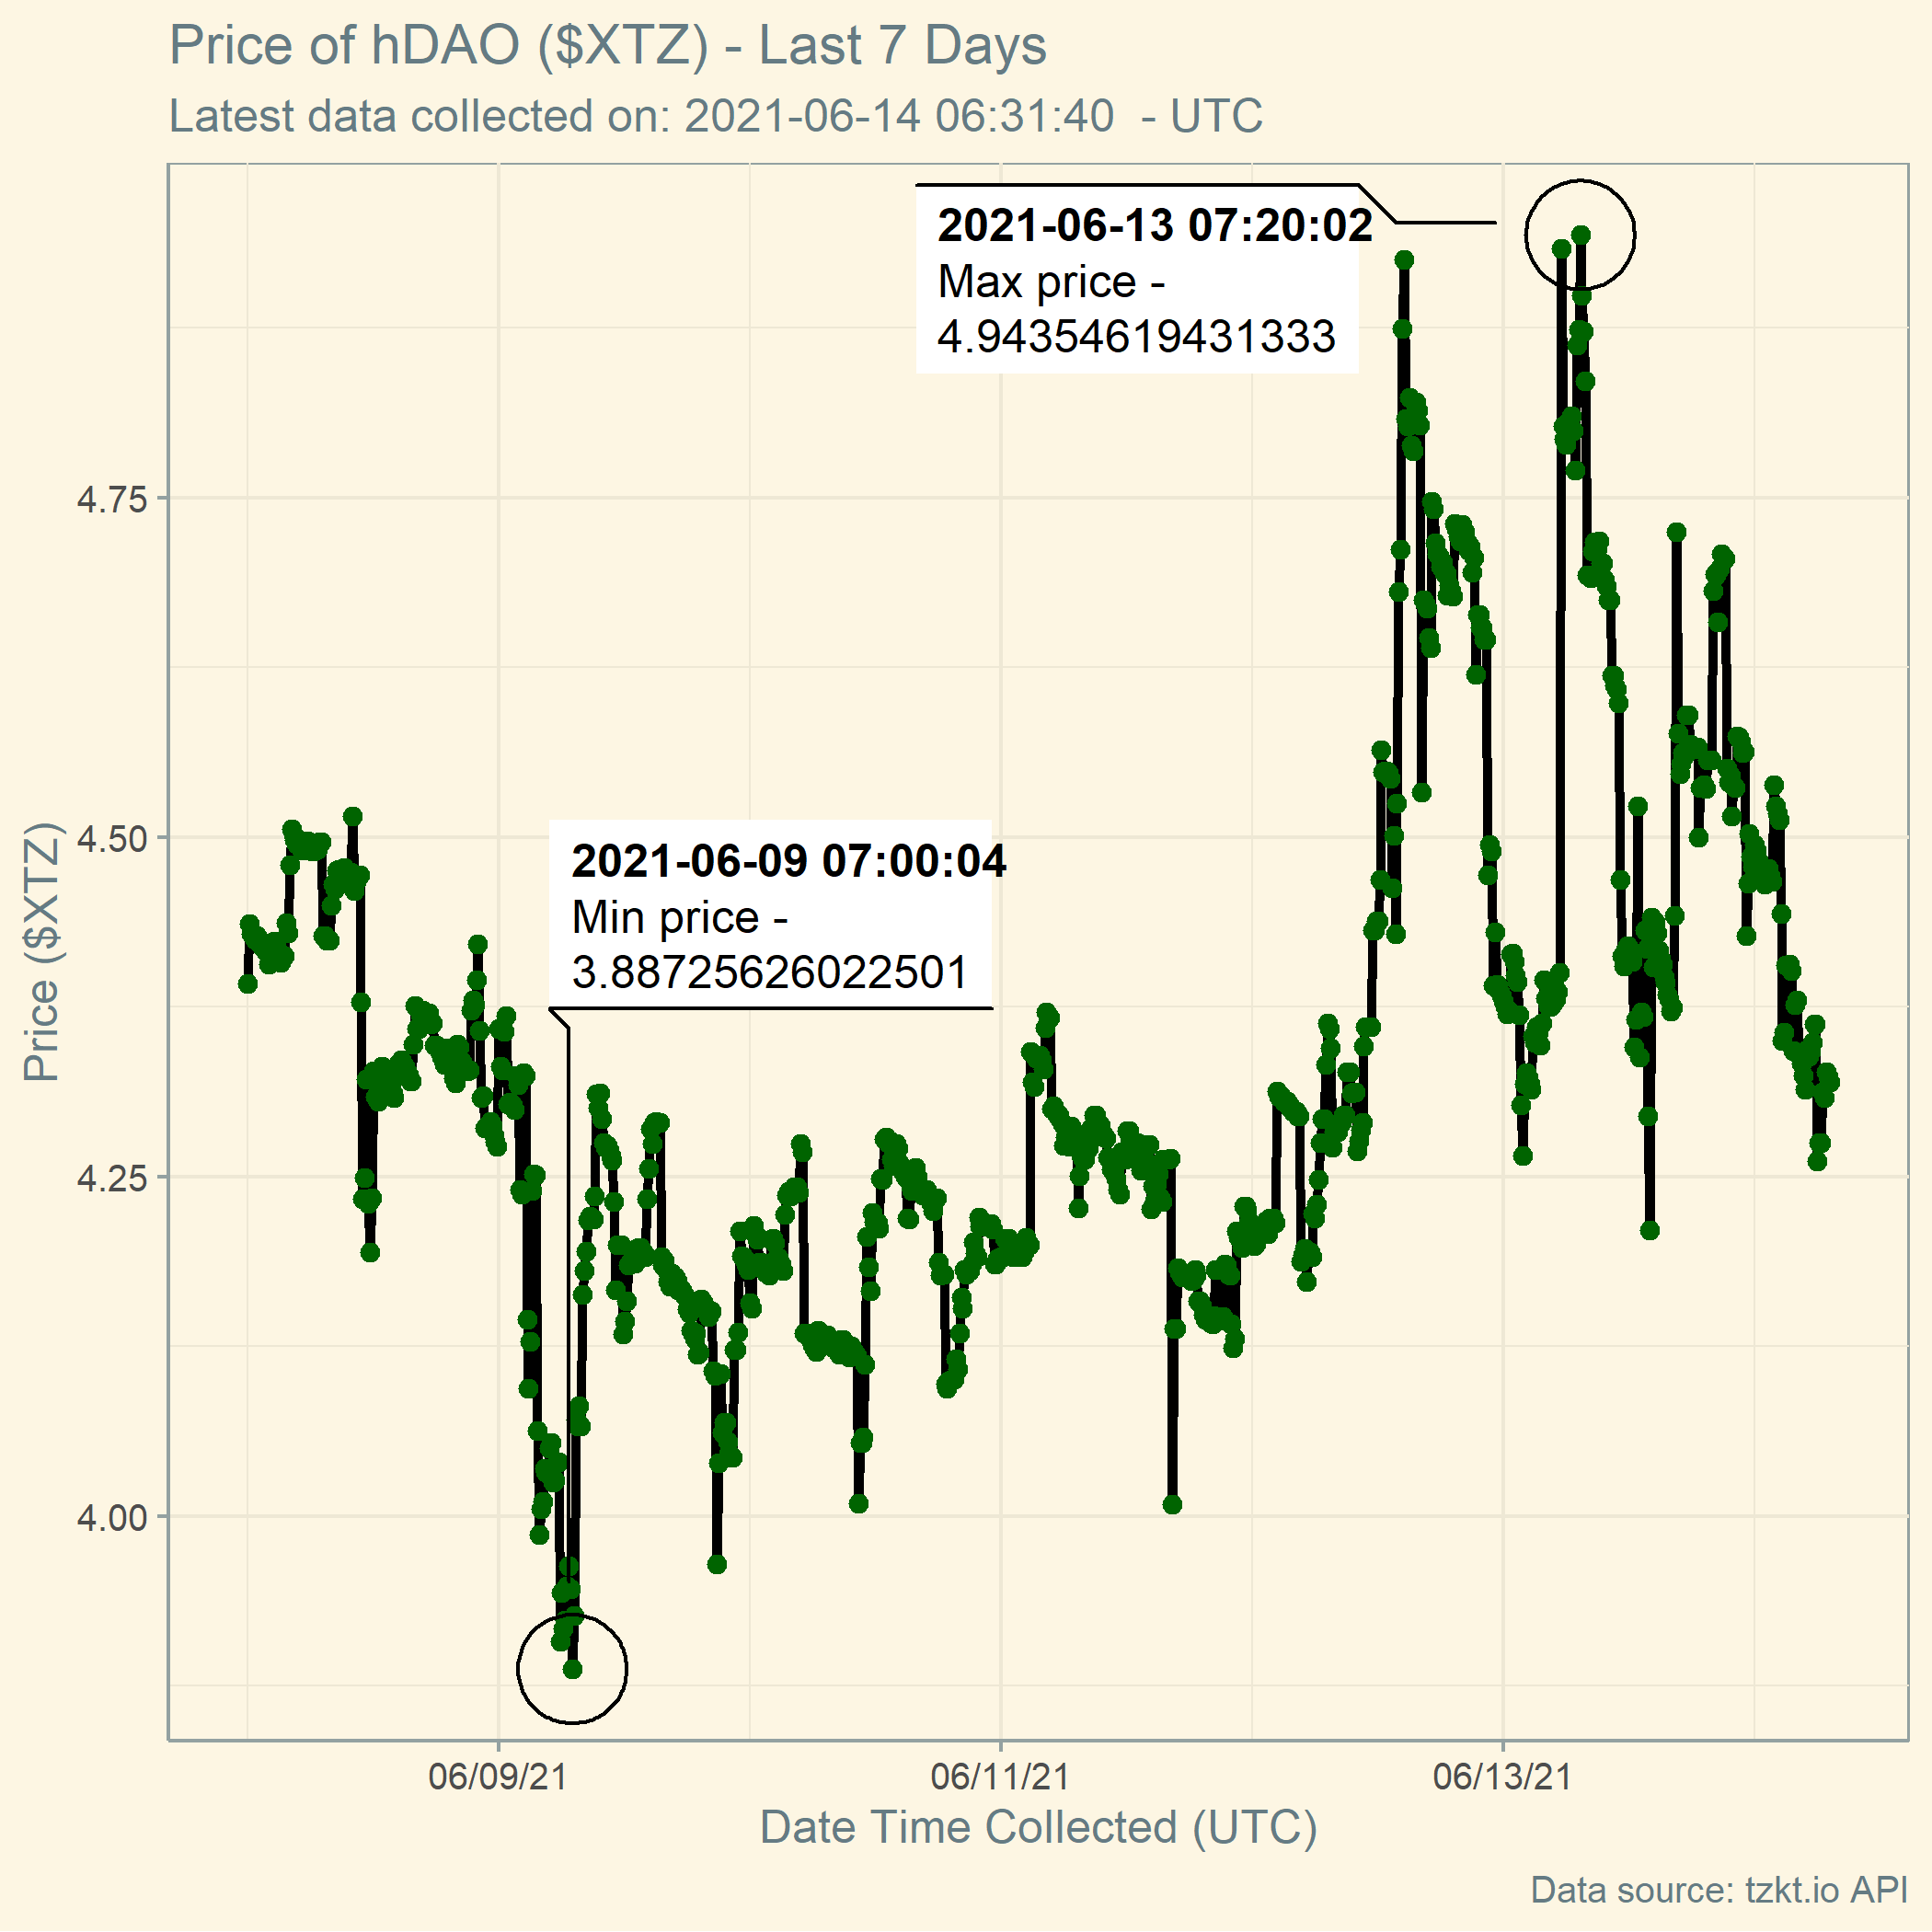 Price of hDAO ($XTZ) - Last 7 Days
Latest data collected on: 2021-06-14 06:31:40  - UTC
2021-06-13 07:20:02
Max price -
4.94354619431333
4.75
2021-06-09 07:00:04
Min price -
3.88725626022501
4.50
4.25
4.00
Price ($XTZ)
06/09/21
06/11/21
06/13/21
Date Time Collected (UTC)
Data source: tzkt.io API